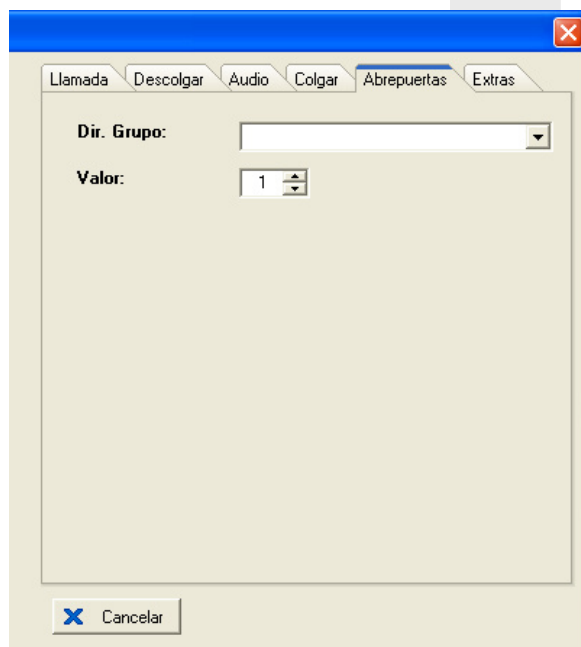 Llamada Descolgar Audio Colgar Abrepuertas Extras
Dir. Grupo:
Valor: 1
Cancelar